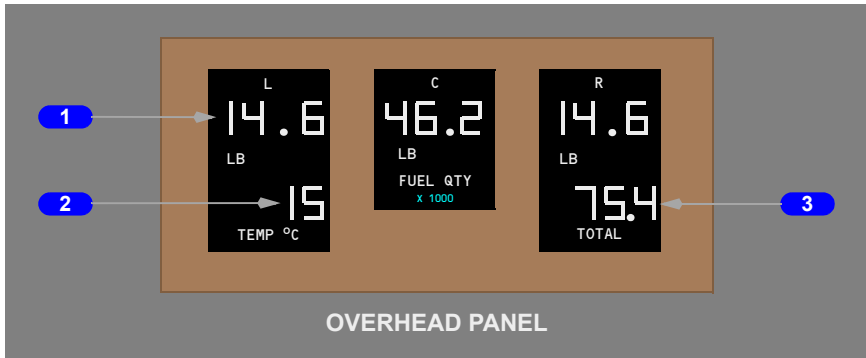 L
14.6
LB
15
TEMP °C
C
46.2
LB
FUEL QTY
X 1000
R
14.6
LB
75.4
TOTAL
1
2
3
OVERHEAD PANEL